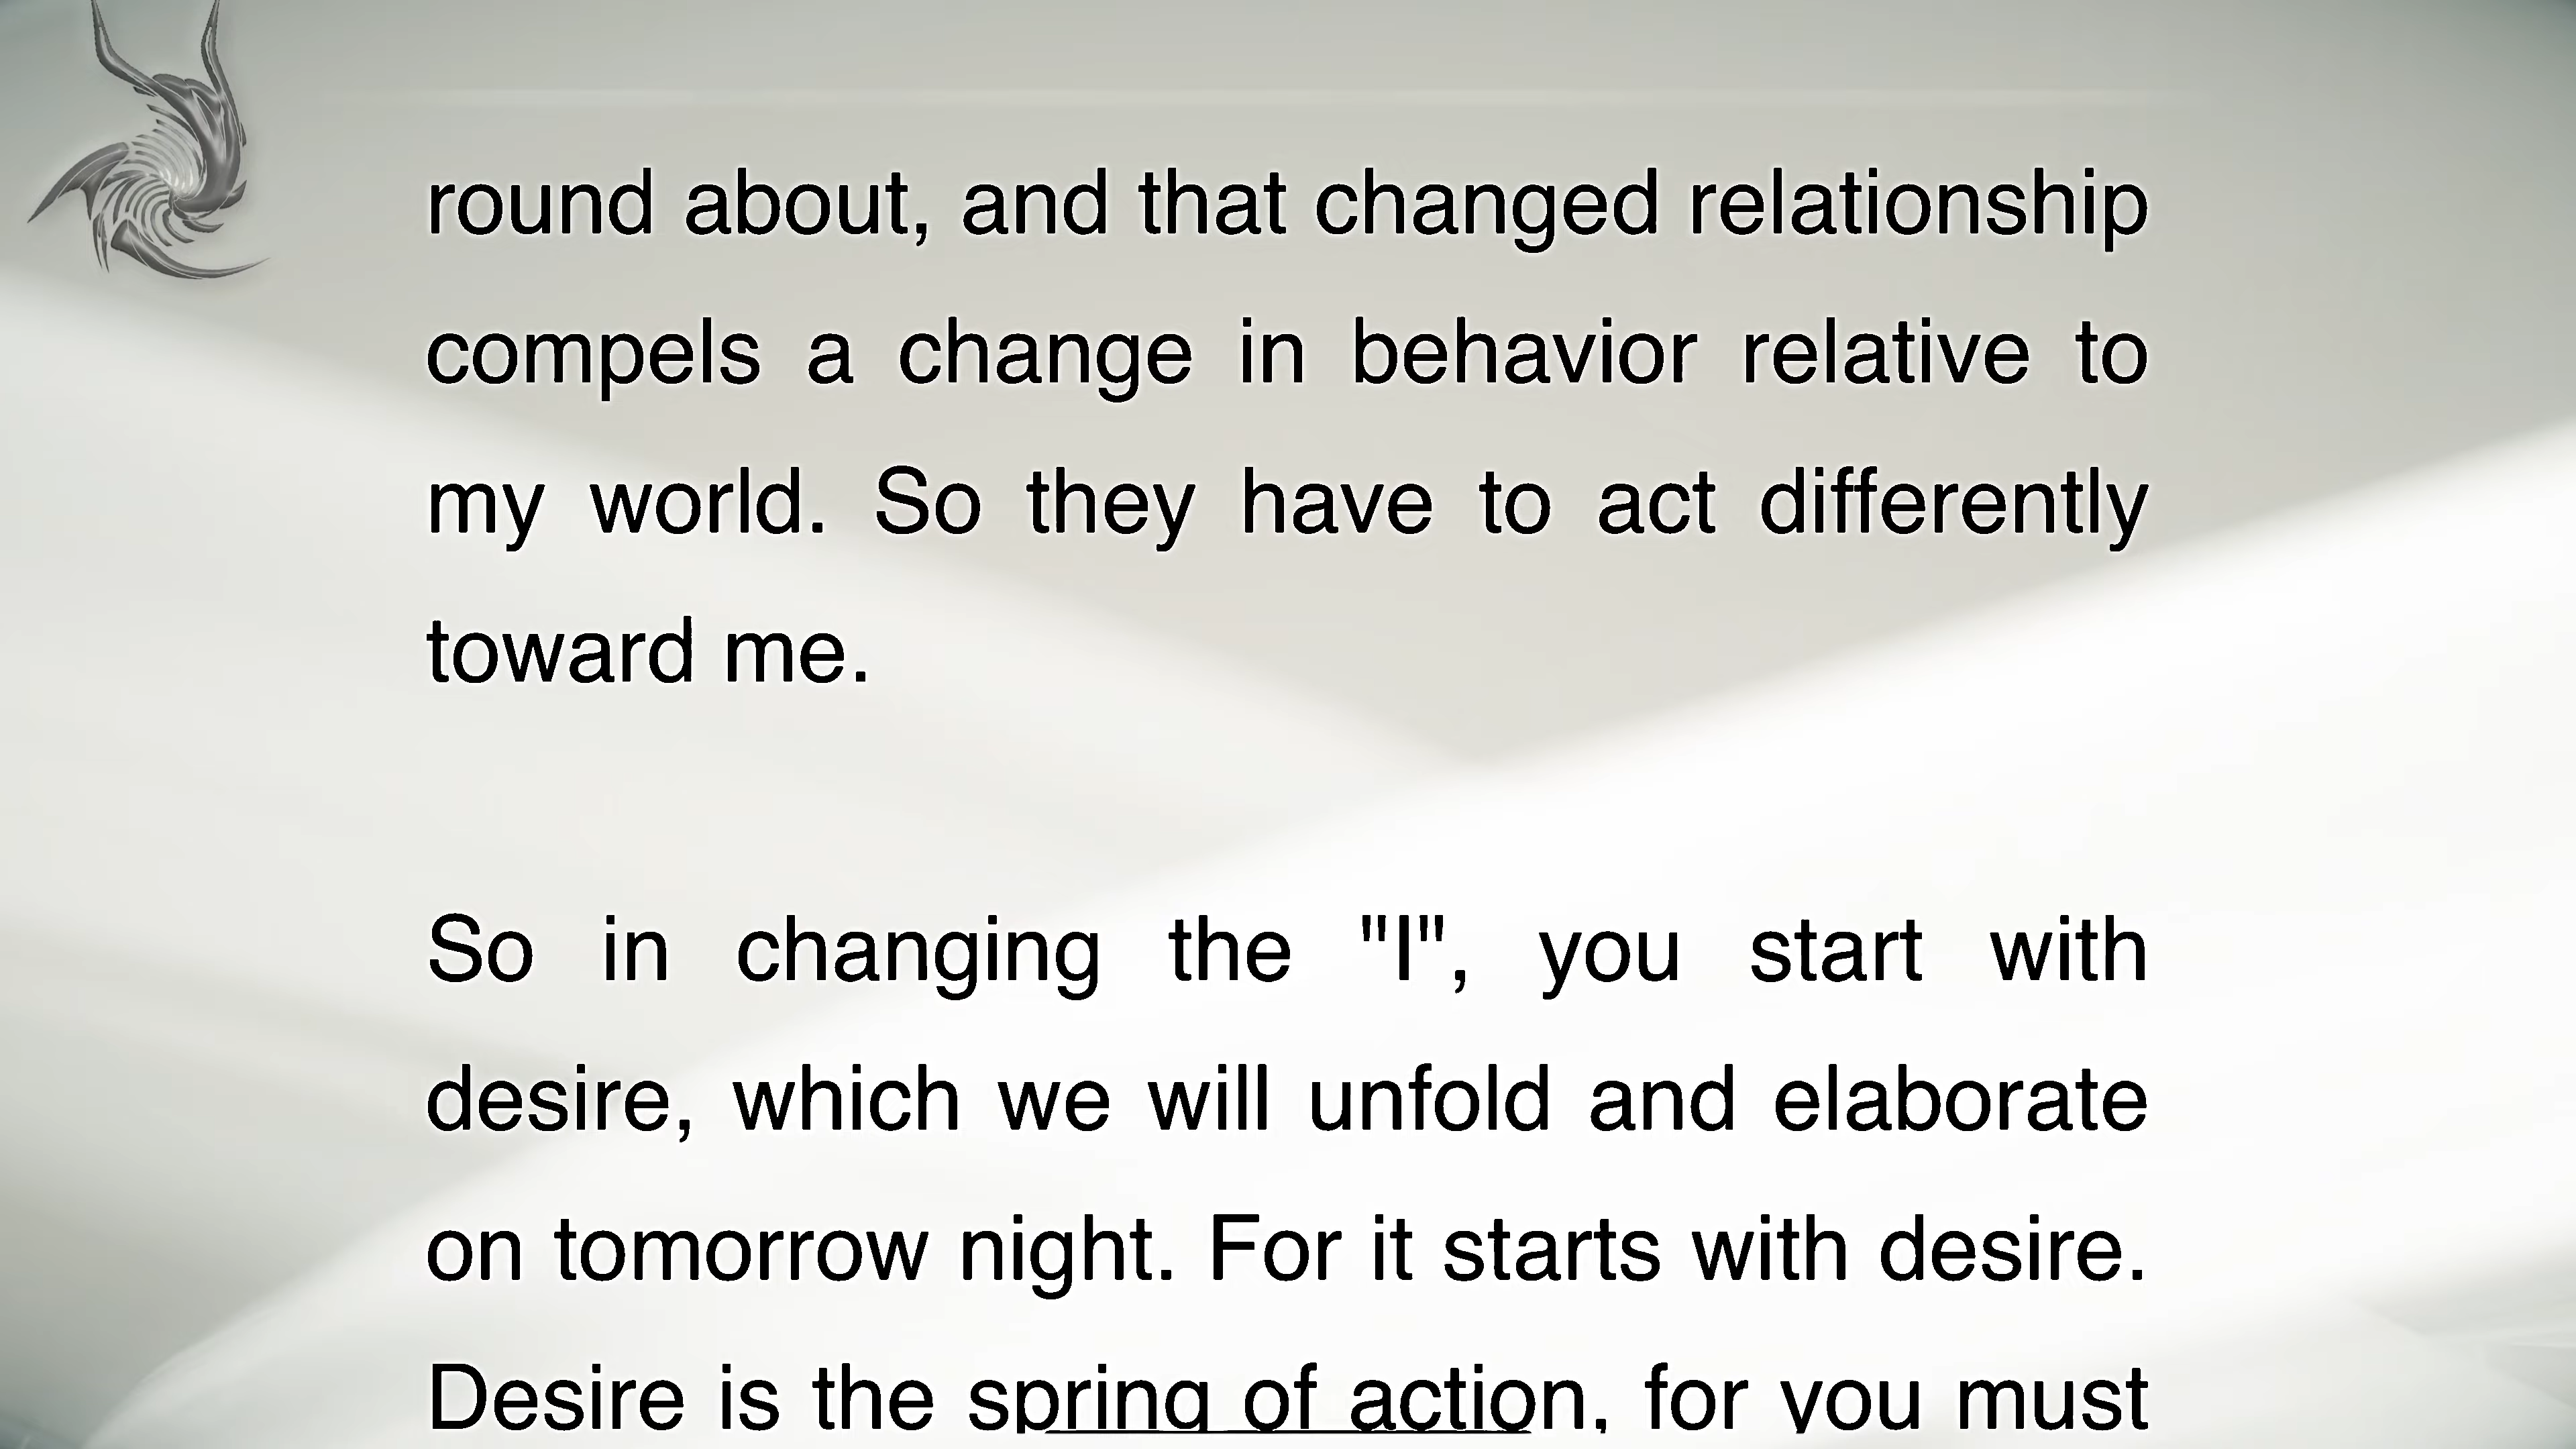 round about, and that changed relationship
compels a change in behavior relative to
my world. So they have to act differently
toward me.
So in changing the "I", you start with
desire, which we will unfold and elaborate
on tomorrow night. For it starts with desire.
Desire is the spring of action, for you must